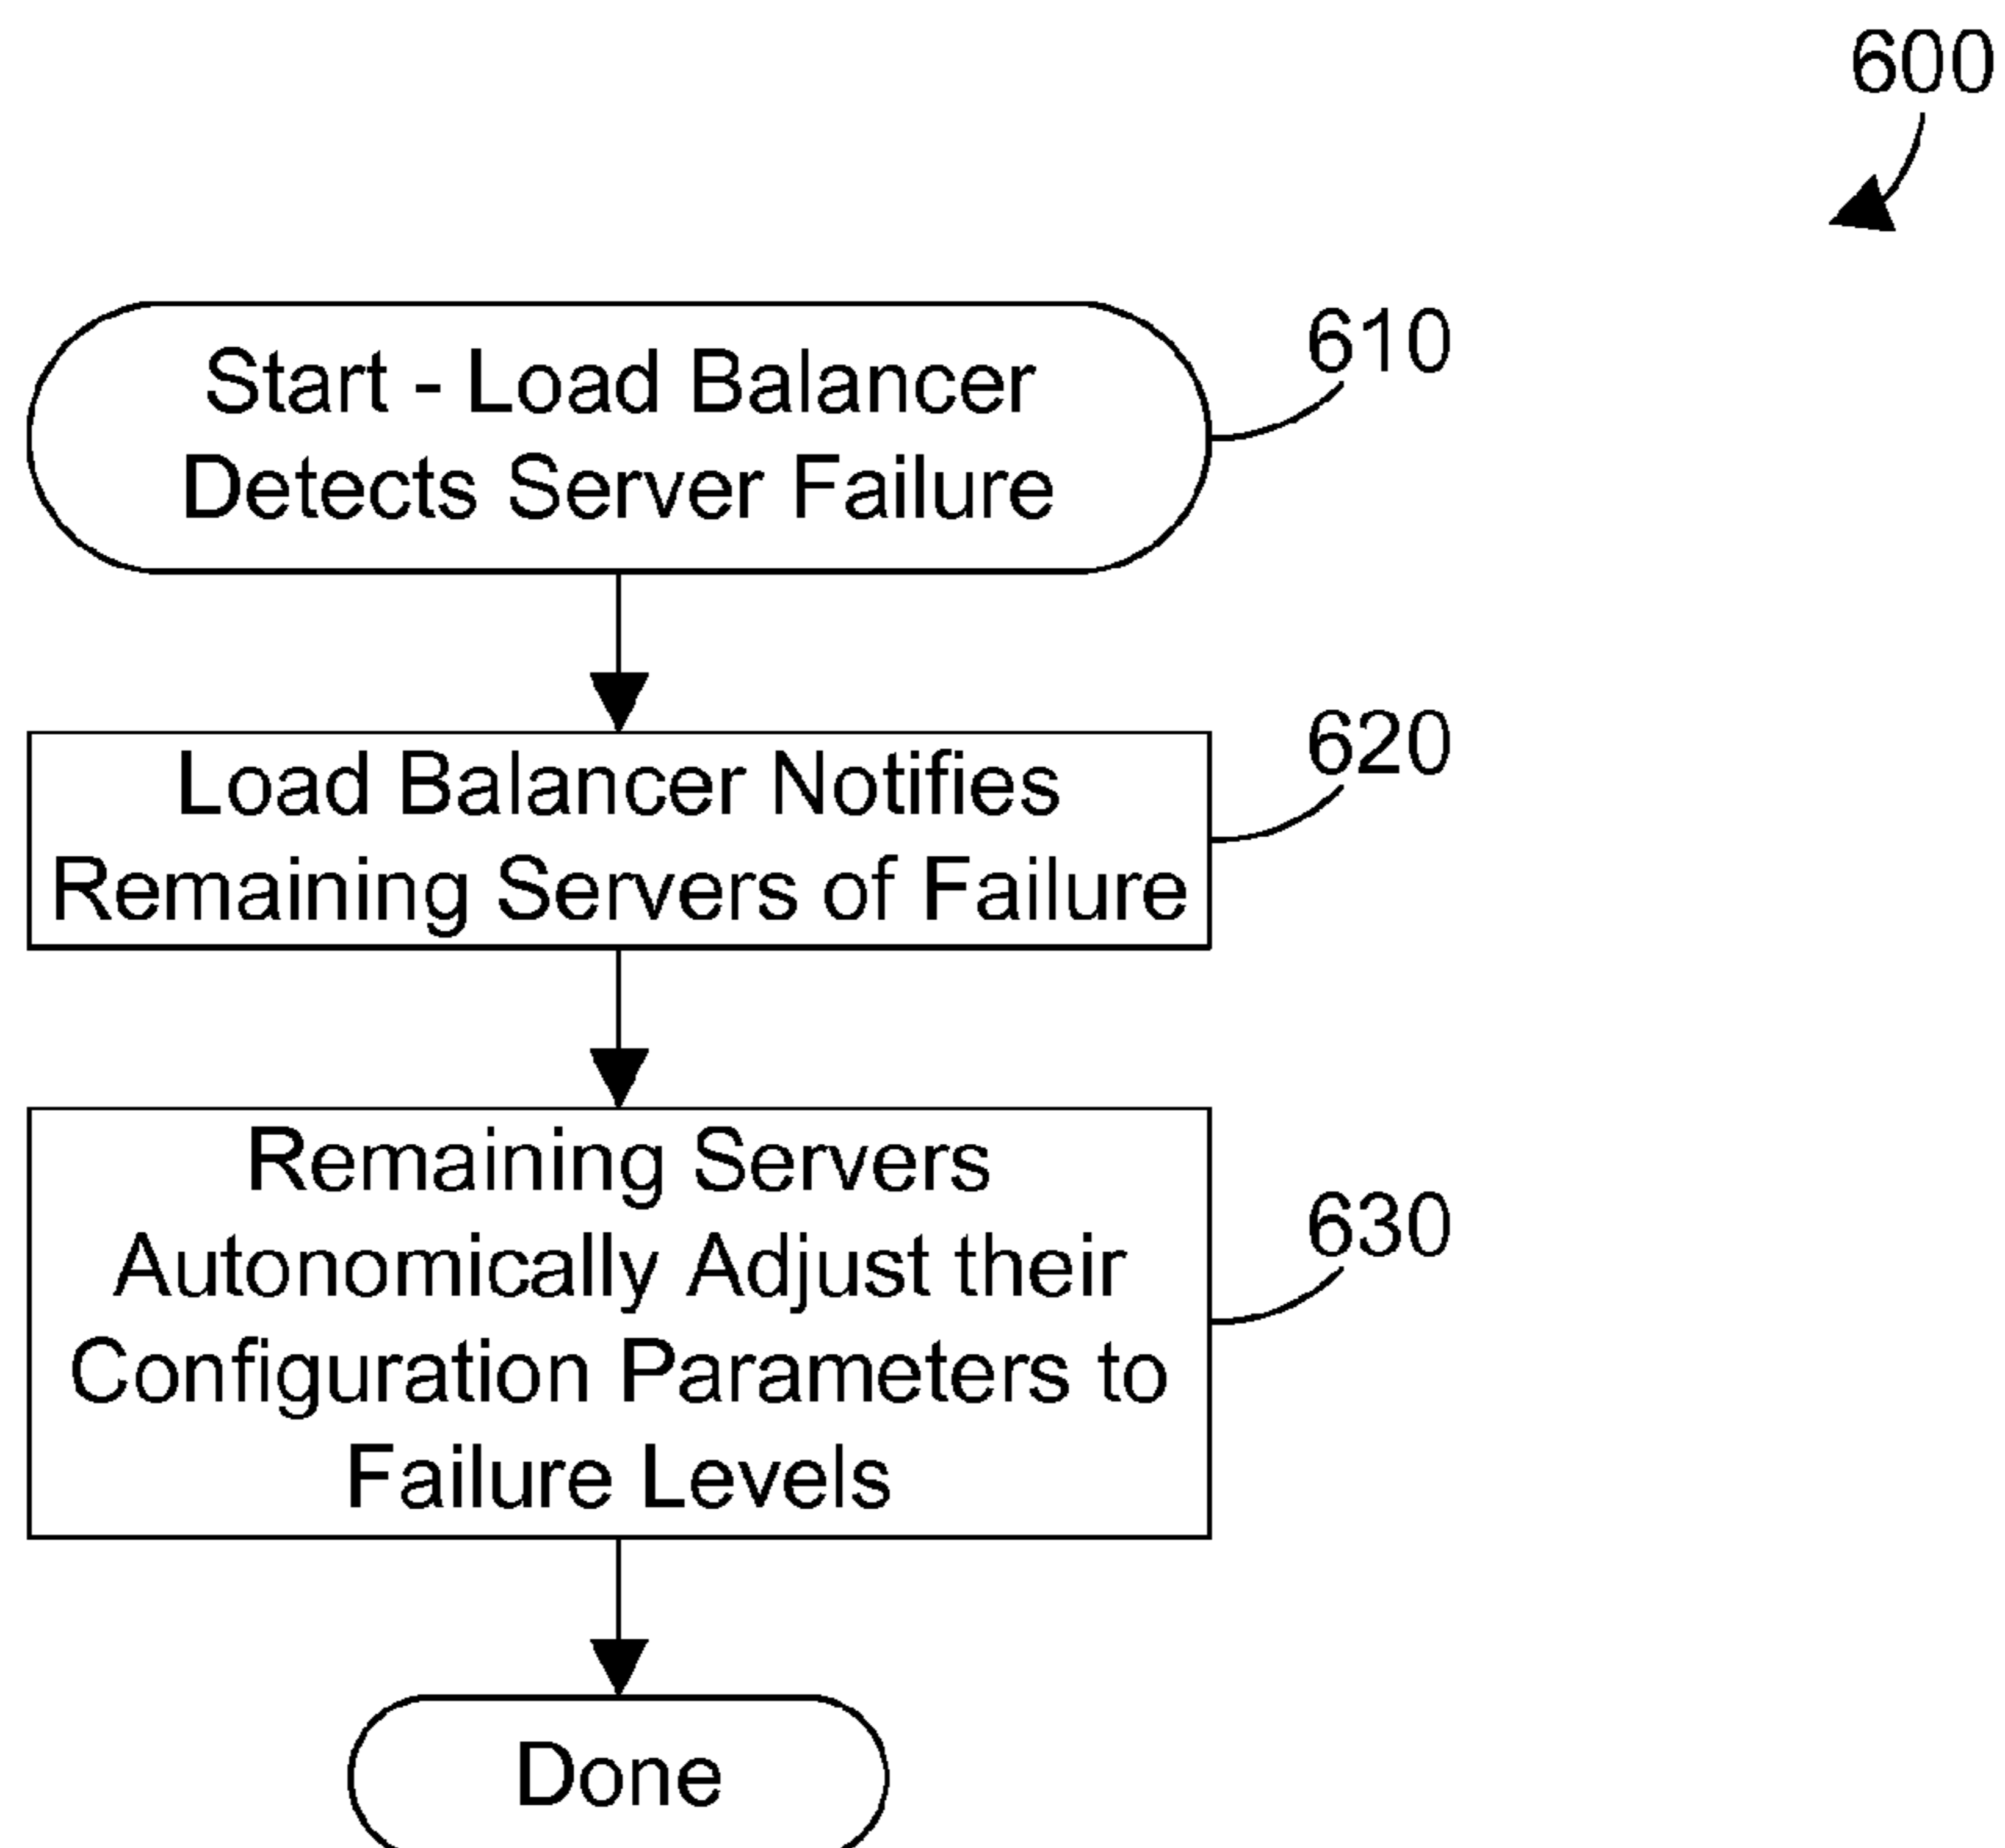 600
Start - Load Balancer
Detects Server Failure
610
Load Balancer Notifies
Remaining Servers of Failure
620
Remaining Servers
Autonomically Adjust their
Configuration Parameters to
Failure Levels
630
Done